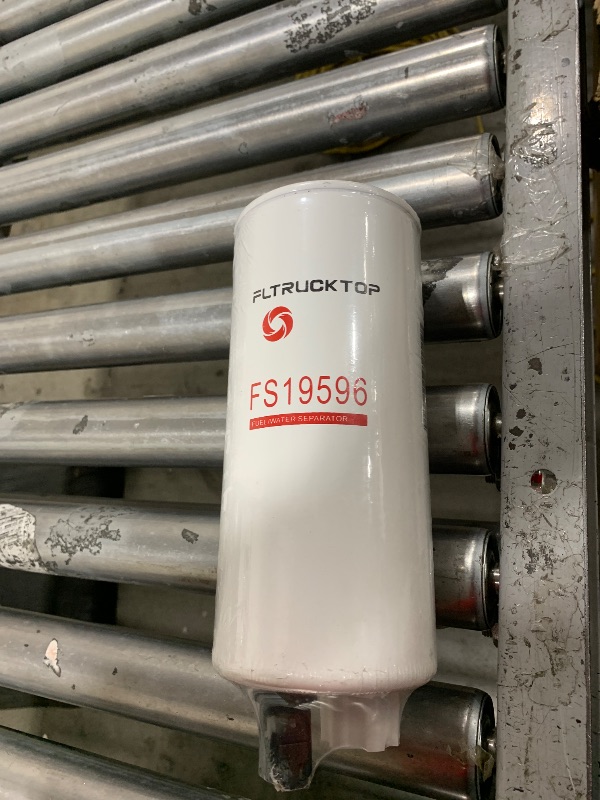 FLTRUCKTOP
FS19596
FUEL/WATER SEPARATOR